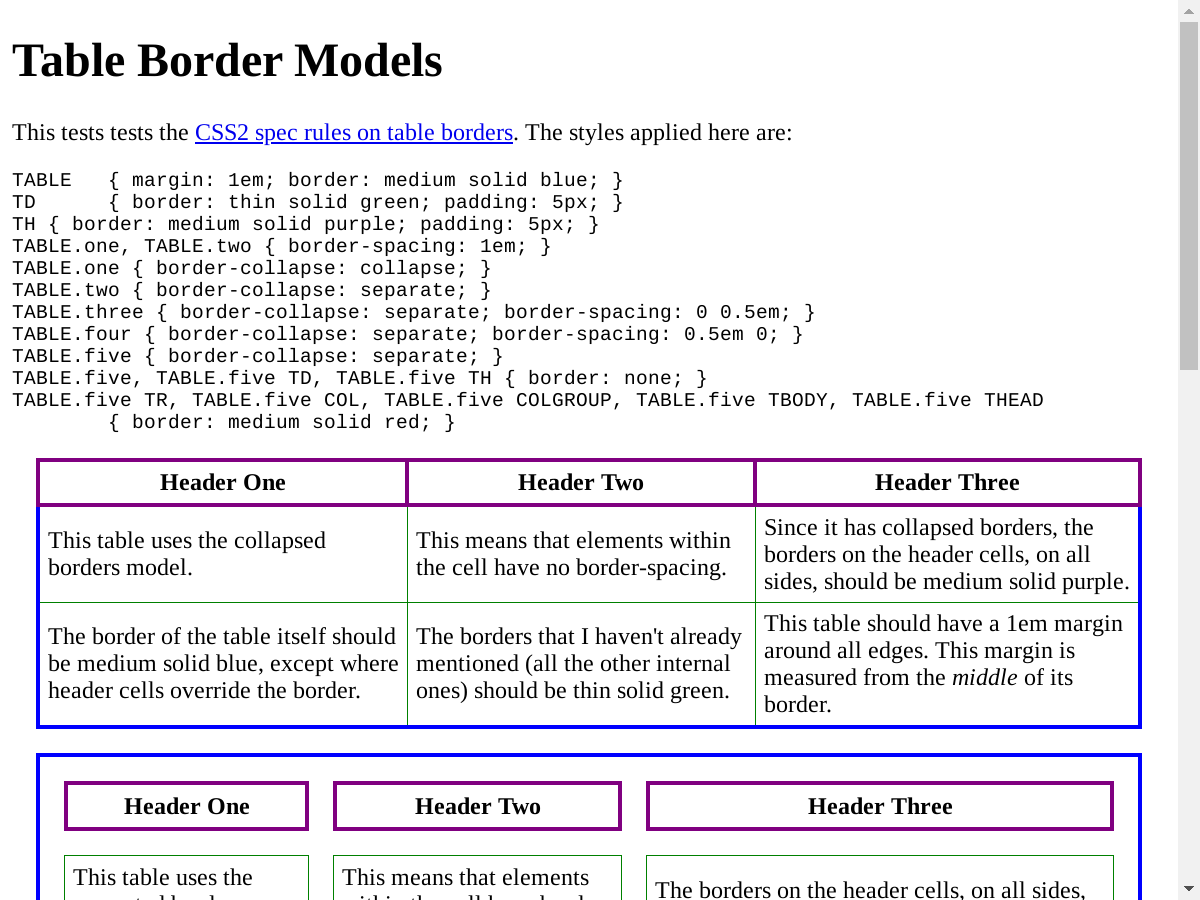 Table Border Models
This tests tests the CSS2 spec rules on table borders. The styles applied here are:
TABLE   { margin: 1em; border: medium solid blue; }
TD      { border: thin solid green; padding: 5px; }
TH { border: medium solid purple; padding: 5px; }
TABLE.one, TABLE.two { border-spacing: 1em; }
TABLE.one { border-collapse: collapse; }
TABLE.two { border-collapse: separate; }
TABLE.three { border-collapse: separate; border-spacing: 0 0.5em; }
TABLE.four { border-collapse: separate; border-spacing: 0.5em 0; }
TABLE.five { border-collapse: separate; }
TABLE.five, TABLE.five TD, TABLE.five TH { border: none; }
TABLE.five TR, TABLE.five COL, TABLE.five COLGROUP, TABLE.five TBODY, TABLE.five THEAD
        { border: medium solid red; }
Header One
Header Two
Header Three
This table uses the collapsed
borders model.
This means that elements within
the cell have no border-spacing.
Since it has collapsed borders, the
borders on the header cells, on all
sides, should be medium solid purple.
The border of the table itself should
be medium solid blue, except where
header cells override the border.
The borders that I haven't already
mentioned (all the other internal
ones) should be thin solid green.
This table should have a 1em margin
around all edges. This margin is
measured from the middle of its
border.
Header One
Header Two
Header Three
This table uses the
This means that elements
The borders on the header cells, on all sides,